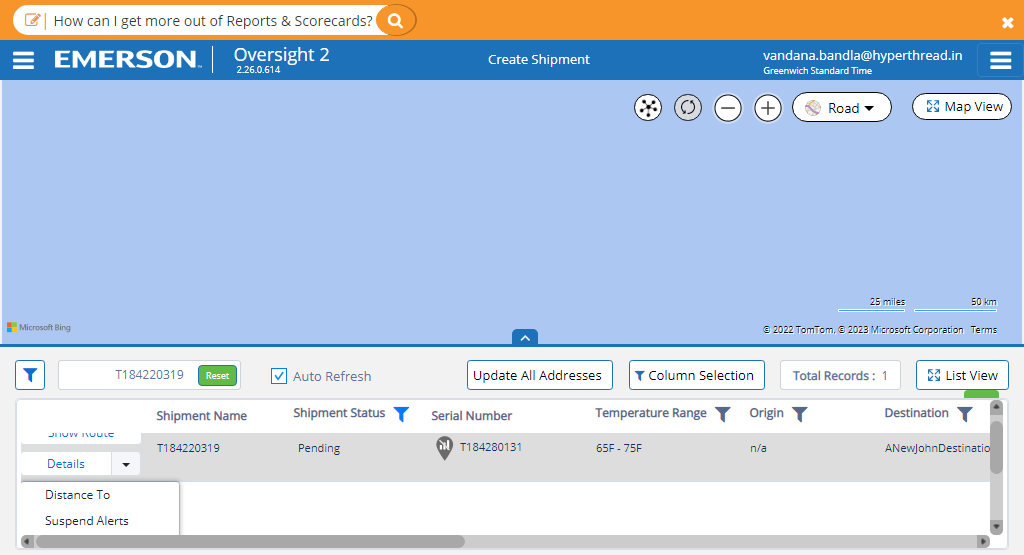 How can I get more out of Reports & Scorecards?
EMERSON Oversight 2
2.26.0.614
Create Shipment
vandana.bandla@hyperthread.in
Greenwich Standard Time
Road
Map View
25 miles 50 km
Microsoft Bing
© 2022 TomTom, © 2023 Microsoft Corporation Terms
T184220319 Reset Auto Refresh Update All Addresses Column Selection Total Records : 1 List View
Shipment Name Shipment Status Serial Number Temperature Range Origin Destination
Show Route
T184220319 Pending T184280131 65F - 75F n/a ANewJohnDestinatio
Details
Distance To
Suspend Alerts